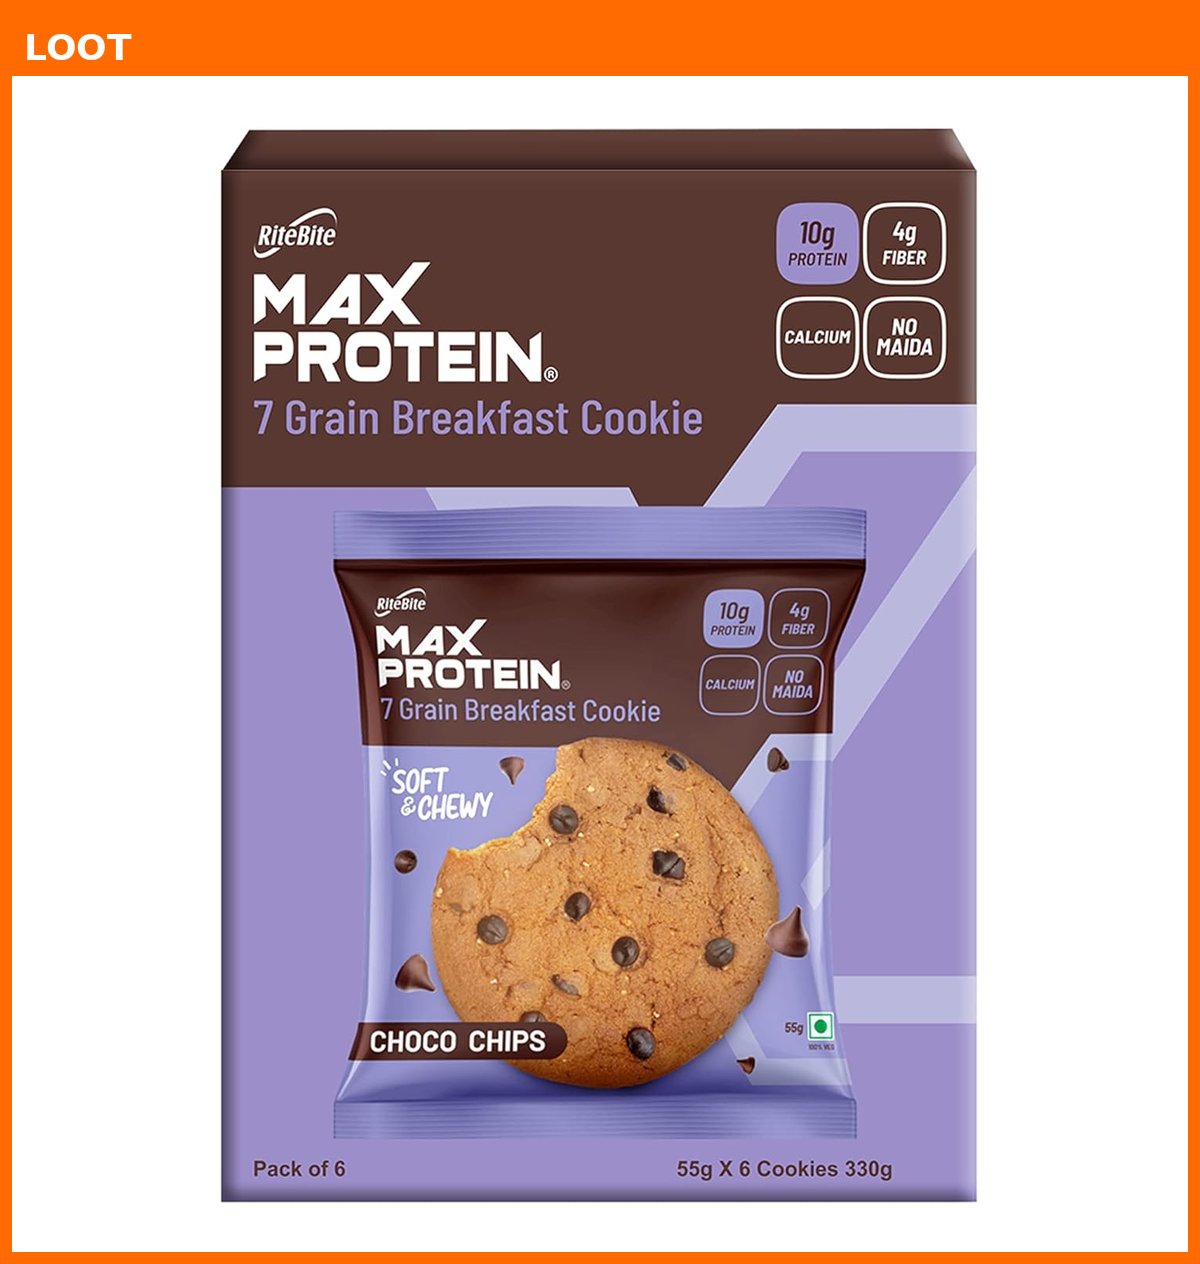 LOOT
RiteBite
MAX
PROTEIN®
7 Grain Breakfast Cookie
10g
PROTEIN
4g
FIBER
CALCIUM
NO
MAIDA
RiteBite
MAX
PROTEIN®
7 Grain Breakfast Cookie
10g
PROTEIN
4g
FIBER
CALCIUM
NO
MAIDA
SOFT
& CHEWY
CHOCO CHIPS
55g
100% VEG
Pack of 6
55g X 6 Cookies 330g